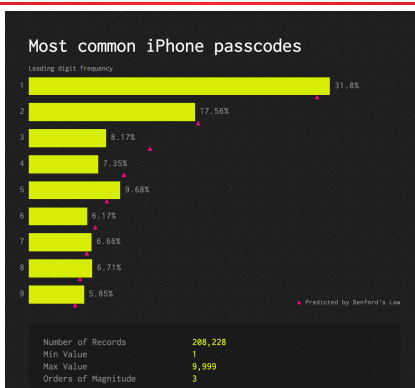 Most common iPhone passcodes
Leading digit frequency
1 31.8%
2 17.56%
3 8.17%
4 7.35%
5 9.68%
6 6.17%
7 6.66%
8 6.71%
9 5.85%
▲ Predicted by Benford's Law
Number of Records 208,228
Min Value 1
Max Value 9,999
Orders of Magnitude 3